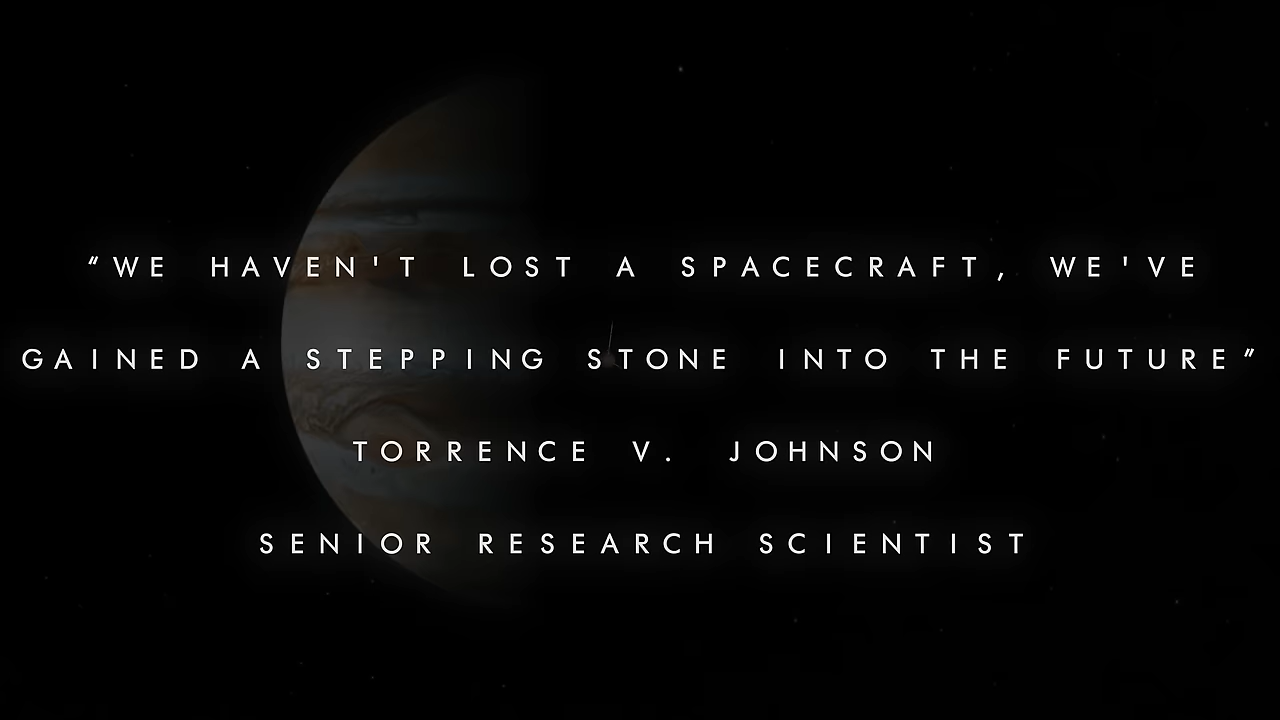 “WE HAVEN'T LOST A SPACECRAFT, WE'VE
GAINED A STEPPING STONE INTO THE FUTURE”
TORRENCE V. JOHNSON
SENIOR RESEARCH SCIENTIST